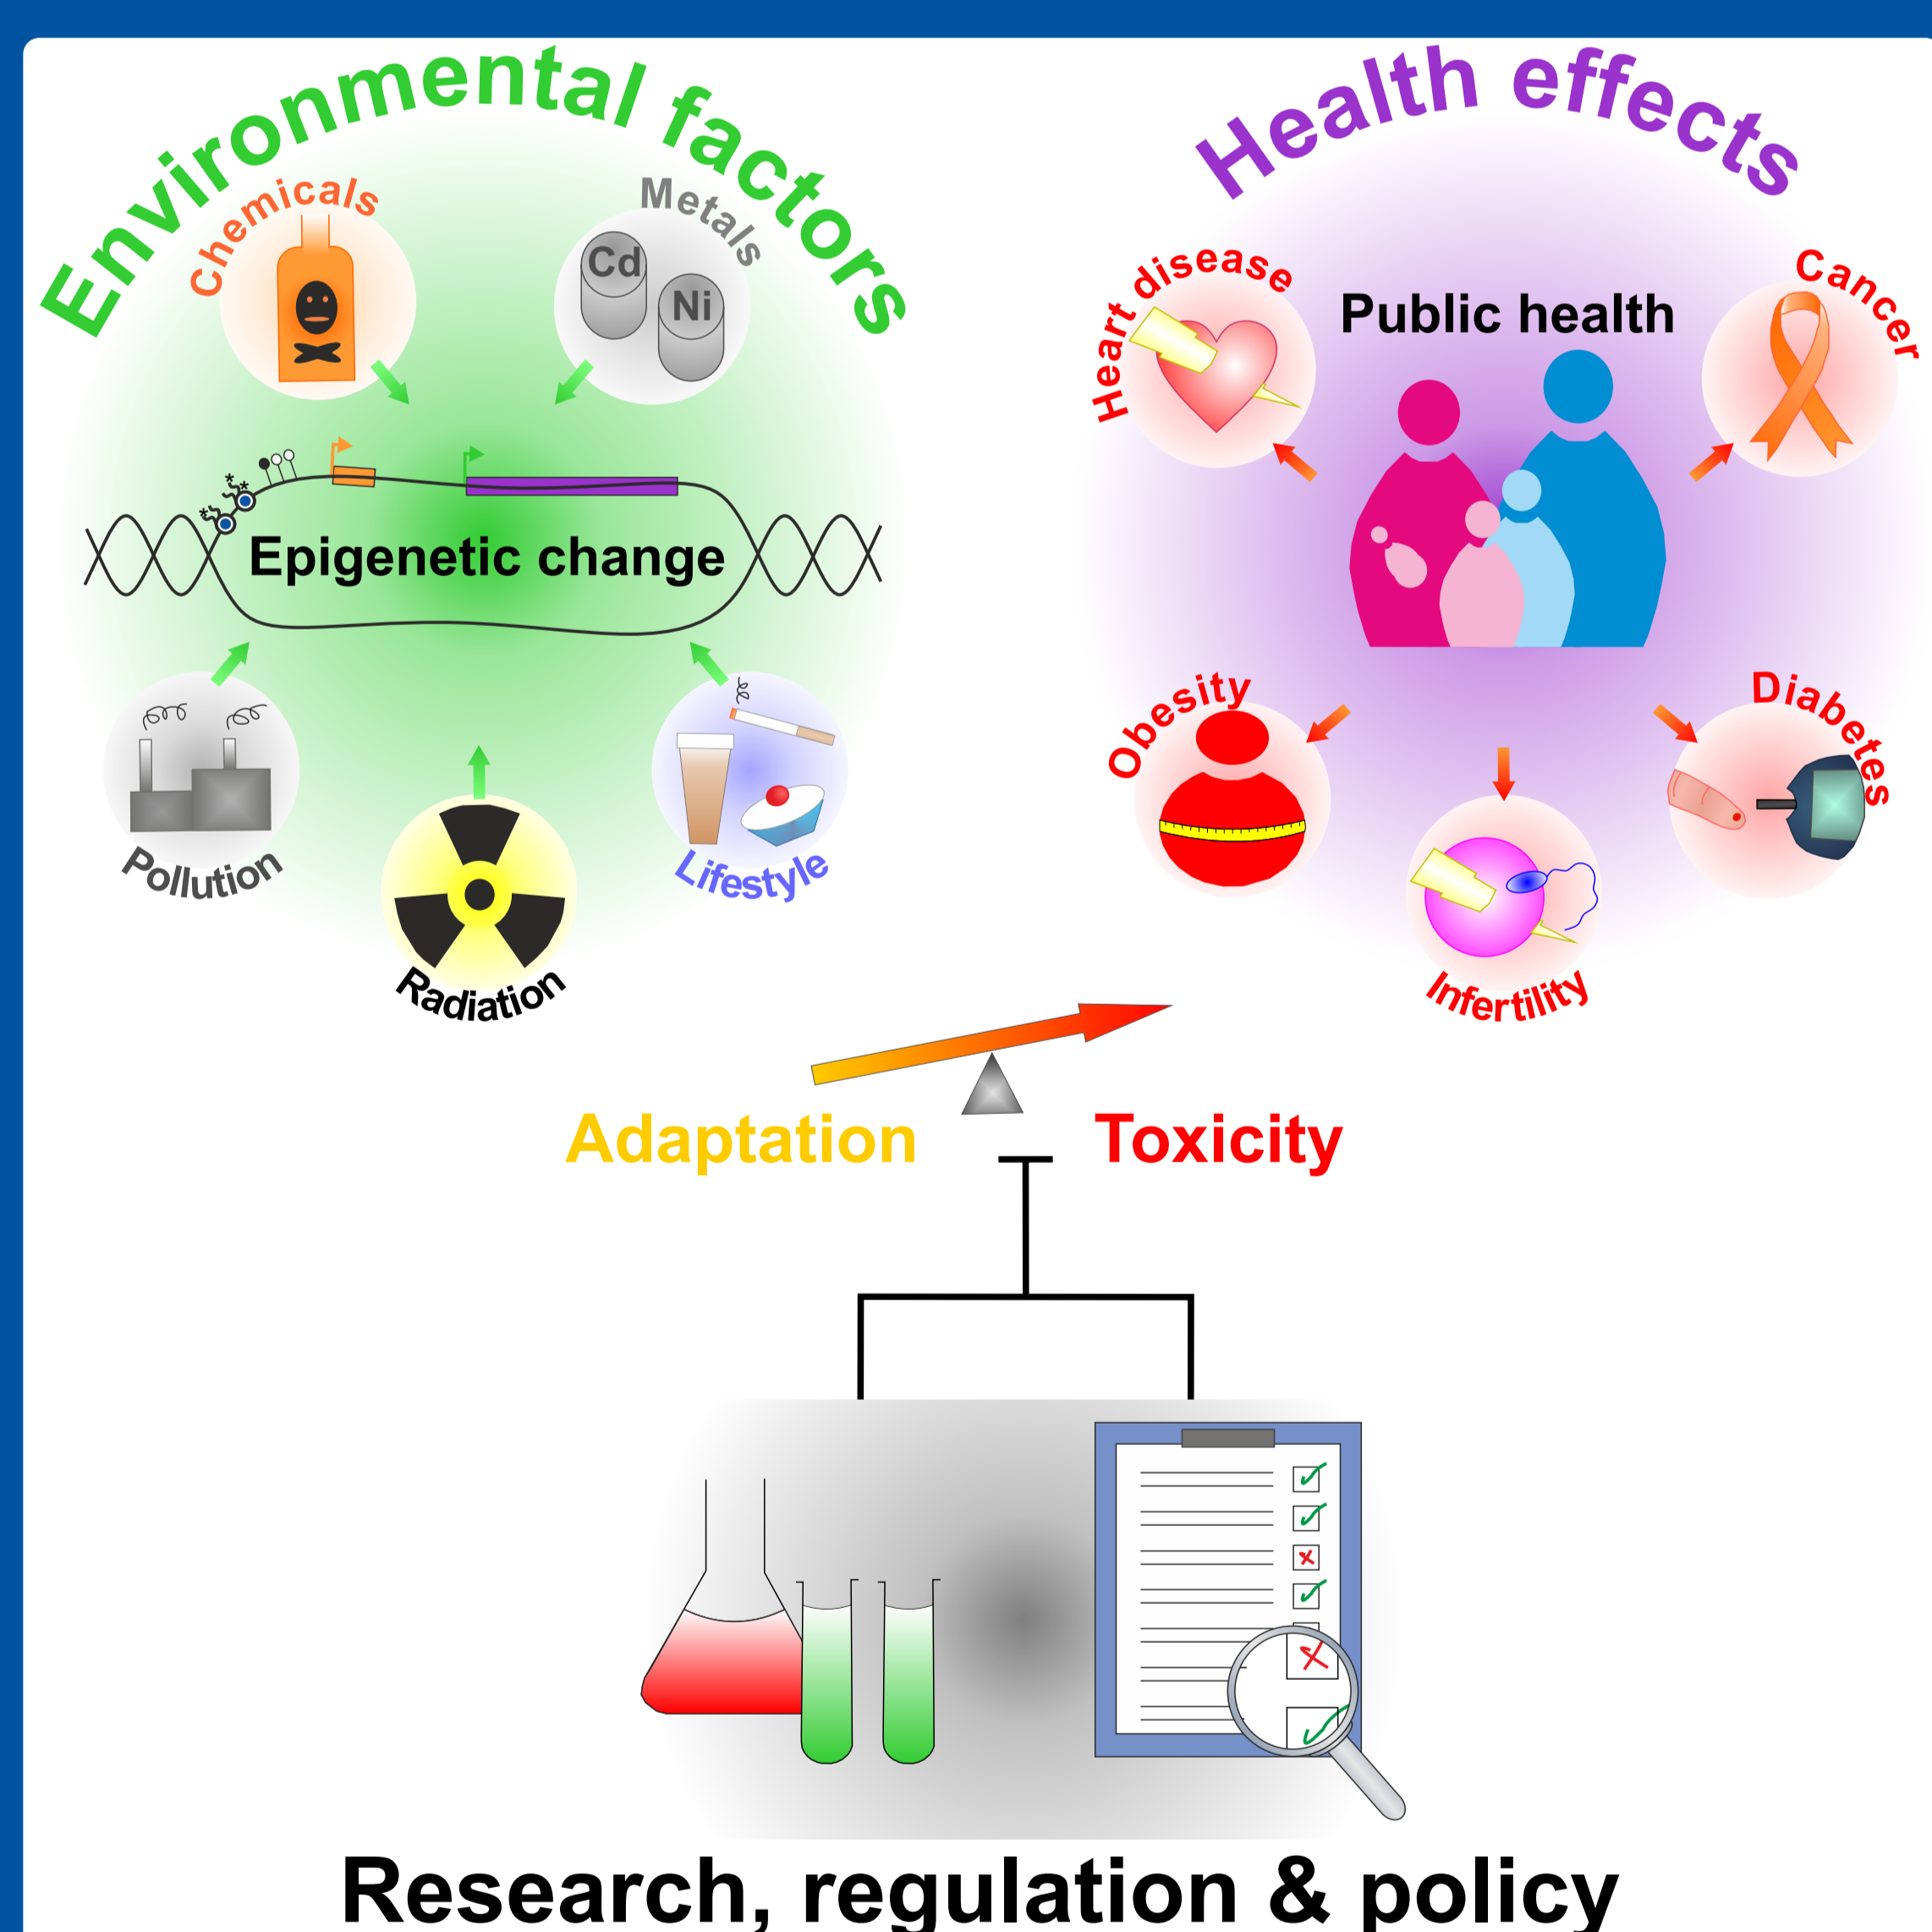 Environmental factors
Chemicals
Metals
Cd
Ni
Epigenetic change
Pollution
Radiation
Lifestyle
Health effects
Heart disease
Public health
Cancer
Obesity
Infertility
Diabetes
Adaptation
Toxicity
Research, regulation & policy